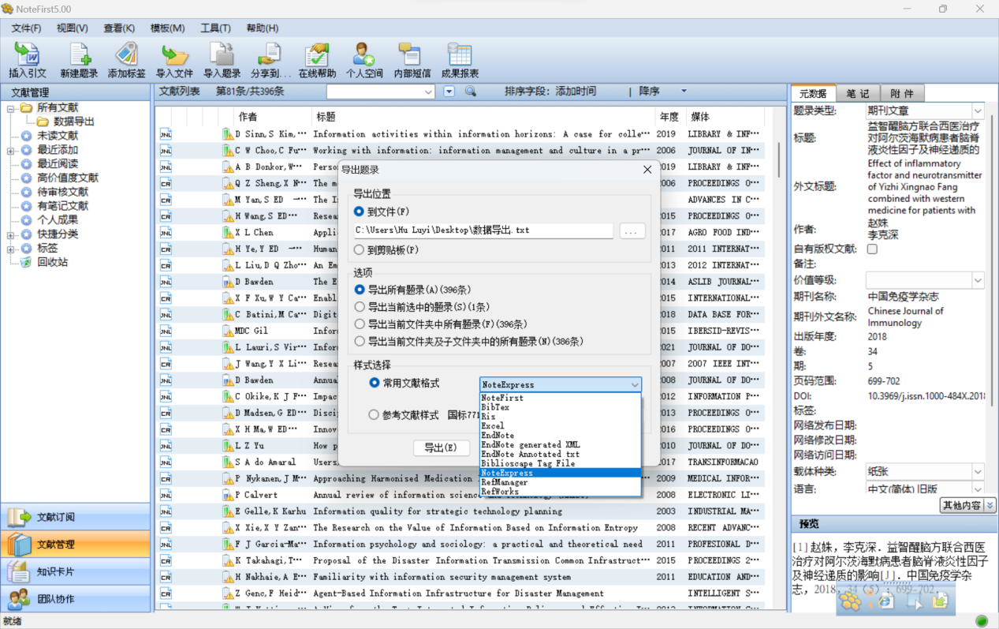 NoteFirst5.00
文件(F) 视图(V) 查看(K) 模板(M) 工具(T) 帮助(H)
插入引文 新建题录 添加标签 导入文件 导入题录 分享到... 在线帮助 个人空间 内部短信 成果报表
文献管理
所有文献
数据导出
未读文献
最近添加
最近阅读
高价值度文献
待审核文献
有笔记文献
个人成果
快捷分类
标签
回收站
文献订阅
文献管理
知识卡片
团队协作
就绪
文献列表 第81条/共396条 排序字段: 添加时间 | 降序
作者 标题 年度 媒体
JNL D Sinn,S Kim,… Information activities within information horizons: A case for colle… 2019 LIBRARY & INF…
JNL C W Choo,C Fu… Working with information: information management and culture in a pr… 2006 JOURNAL OF IN…
JNL A B Donkor,W… Perso 019 LIBRARY & INF…
CR Q Z Sheng,X N… The m 006 PROCEEDINGS O…
CR M Yan,S ED —… The I ADVANCES IN C…
CR H Wang,S ED… Resea 015 PROCEEDINGS O…
JNL X L Chen Appli 017 AGRO FOOD IND…
CR H Ye,Y ED —… Human 011 2011 INTERNAT…
CR L Liu,D Q Zho… An Em 013 2012 INTERNAT…
JNL D Bawden The E 014 ASLIB JOURNAL…
CR X F Xu,W Y Ca… Enabl 015 INTERNATIONAL…
JNL C Batini,M Ca… Digit 018 DATA BASE FOR…
JNL MDC Gil Infor 015 IBERSID-REVIS…
JNL L Lauri,S Vir… Infor 021 JOURNAL OF DO…
CR J Wang,Y X Li… Resea 007 2007 IEEE INT…
JNL D Bawden Annua 008 JOURNAL OF DO…
JNL C Okike,K J F… Impac 012 INFORMATION P…
CR D Madsen,G ED… Disci 013 PROCEEDINGS O…
CR X H Ma,W ED… Innov 016 PROCEEDINGS O…
JNL L Z Yu How p 010 JOURNAL OF DO…
JNL S A do Amaral Users, 017 TRANSINFORMACAO
CR P Nykanen,J M… Approaching Harmonised Medication … 2009 MEDICAL INFOR…
JNL P Calvert Annual review of information scienc 2008 ELECTRONIC LI…
JNL E Gelle,K Karhu Information quality for strategic technology planning 2003 INDUSTRIAL MA…
CR X Xie,X Y Zan… The Research on the Value of Information Based on Information Entropy 2008 RECENT ADVANC…
JNL F J Garcia-Ma… Information psychology and sociology: a practical and theoretical need 2011 PROFESIONAL D…
CR K Takahagi,T… Proposal of the Disaster Information Transmission Common Infrastruct… 2015 PROCEEDINGS 2…
CR H Nakhaie,A E… Familiarity with information security management system 2011 EDUCATION AND…
CR Z Genc,F Heid… Agent-Based Information Infrastructure for Disaster Management INTELLIGENT S…
导出题录
导出位置
到文件(F)
C:\Users\Hu Luyi\Desktop\数据导出.txt ...
到剪贴板(P)
选项
导出所有题录(A)(396条)
导出当前选中的题录(S)(1条)
导出当前文件夹中所有题录(F)(396条)
导出当前文件夹及子文件夹中的所有题录(N)(386条)
样式选择
常用文献格式 NoteExpress
参考文献样式 国标771
导出(E)
NoteFirst
BibTex
Ris
Excel
EndNote
EndNote generated XML
EndNote Annotated txt
Biblioscape Tag File
NoteExpress
RefManager
RefWorks
元数据 笔 记 附 件
题录类型: 期刊文章
标题: 益智醒脑方联合西医治疗
对阿尔茨海默病患者脑脊
液炎性因子及神经递质的
外文标题: Effect of inflammatory
factor and neurotransmitter
of Yizhi Xingnao Fang
combined with western
medicine for patients with
作者: 赵姝
李克深
自有版权文献:
备注:
价值等级:
期刊名称: 中国免疫学杂志
期刊外文名称: Chinese Journal of
Immunology
出版年度: 2018
卷: 34
期: 5
页码范围: 699-702
DOI: 10.3969/j.issn.1000-484X.2018
标签:
网络发布日期:
网络修改日期:
网络访问日期:
载体种类: 纸张
语言: 中文(简体) 旧版
其他内容
预览
[1] 赵姝, 李克深. 益智醒脑方联合西医
治疗对阿尔茨海默病患者脑脊液炎性因子
及神经递质的影响[J]. 中国免疫学杂
志, 2018, 34 (5) : 699-702.